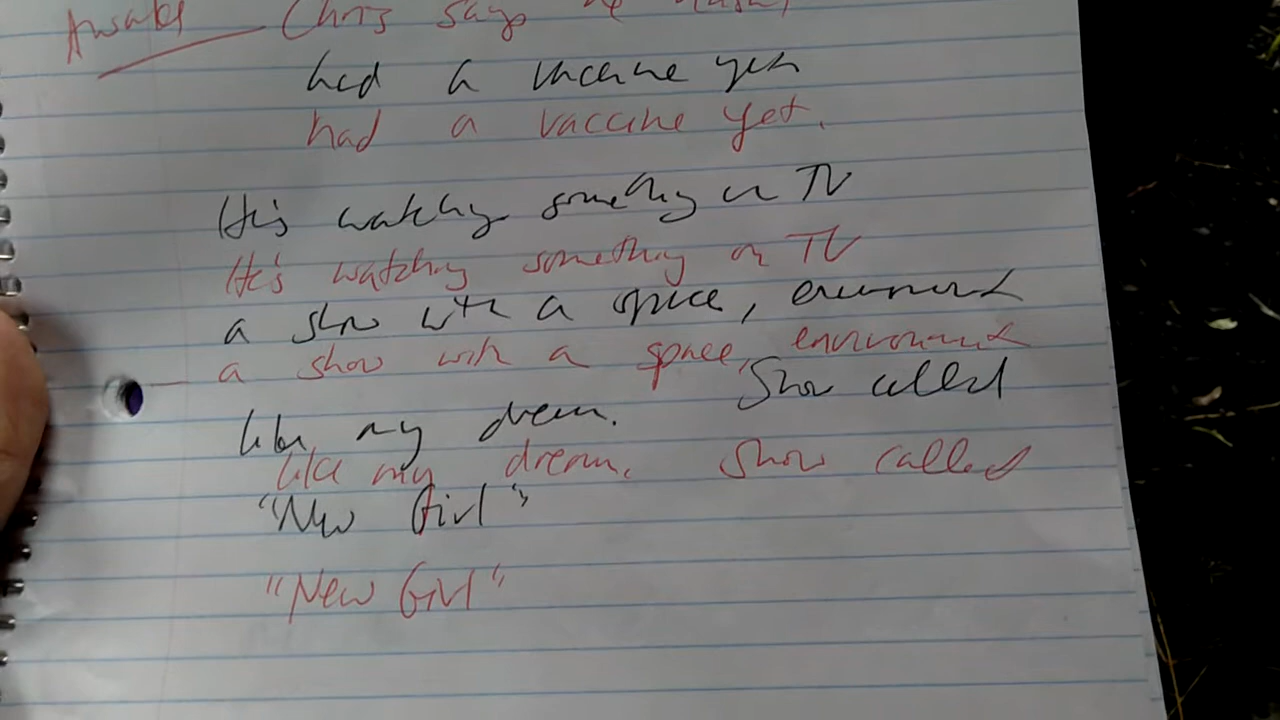 Awake Chris says he hasn't
had a vaccine yet
had a vaccine yet.
He's watching something on TV
He's watching something on TV
a show with a space, environment
a show with a space, environment
Show called
like my dream.
like my dream. Show called
"New Girl"
"New Girl"